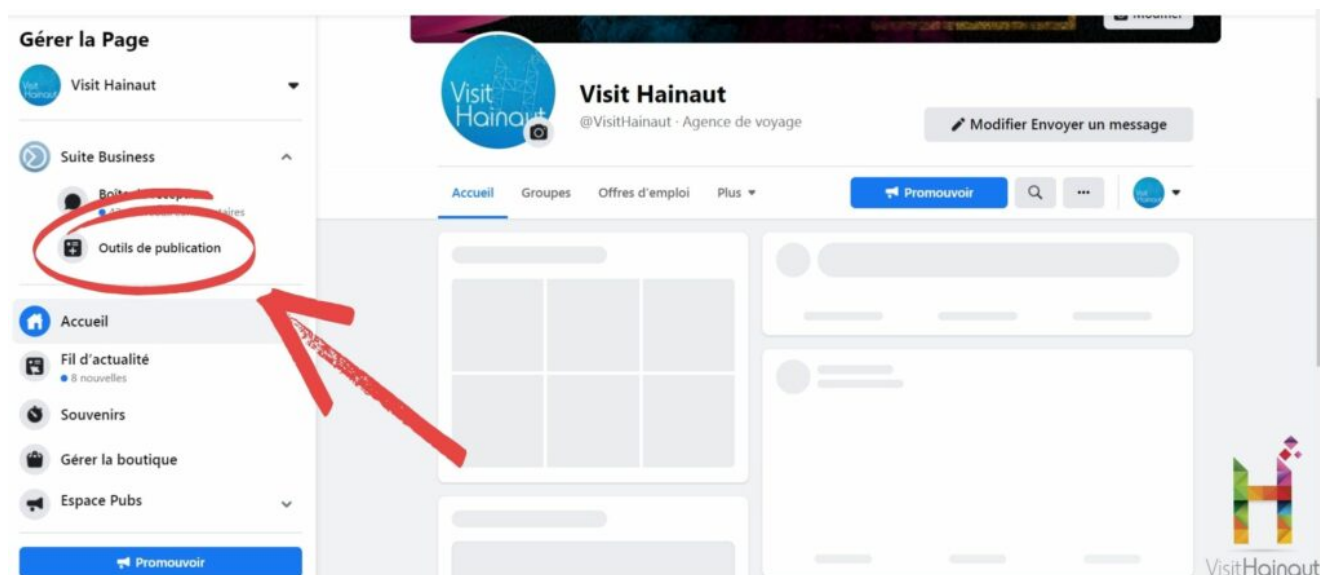 Gérer la Page
Visit Hainaut
Suite Business
Outils de publication
Accueil
Fil d'actualité
8 nouvelles
Souvenirs
Gérer la boutique
Espace Pubs
Promouvoir
Visit
Hainaut
Visit Hainaut
@VisitHainaut · Agence de voyage
Modifier Envoyer un message
Accueil Groupes Offres d'emploi Plus
Promouvoir
VisitHainaut